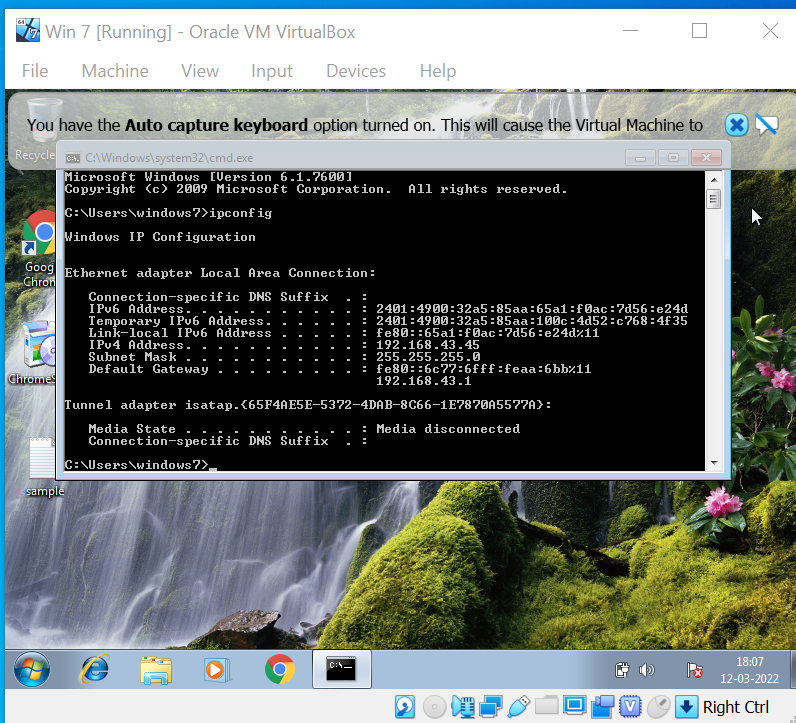 Win 7 [Running] - Oracle VM VirtualBox
File Machine View Input Devices Help
You have the Auto capture keyboard option turned on. This will cause the Virtual Machine to
Recycle
C:\Windows\system32\cmd.exe
Microsoft Windows [Version 6.1.7600]
Copyright (c) 2009 Microsoft Corporation.  All rights reserved.
C:\Users\windows7>ipconfig
Windows IP Configuration
Ethernet adapter Local Area Connection:
Connection-specific DNS Suffix  . :
IPv6 Address. . . . . . . . . . . : 2401:4900:32a5:85aa:65a1:f0ac:7d56:e24d
Temporary IPv6 Address. . . . . . : 2401:4900:32a5:85aa:100c:4d52:c768:4f35
Link-local IPv6 Address . . . . . : fe80::65a1:f0ac:7d56:e24d%11
IPv4 Address. . . . . . . . . . . : 192.168.43.45
Subnet Mask . . . . . . . . . . . : 255.255.255.0
Default Gateway . . . . . . . . . : fe80::6c77:6fff:feaa:6bb%11
192.168.43.1
Tunnel adapter isatap.{65F4AE5E-5372-4DAB-8C66-1E7870A5577A}:
Media State . . . . . . . . . . . : Media disconnected
Connection-specific DNS Suffix  . :
C:\Users\windows7>_
Goog
Chron
ChromeS
sample
18:07
12-03-2022
Right Ctrl